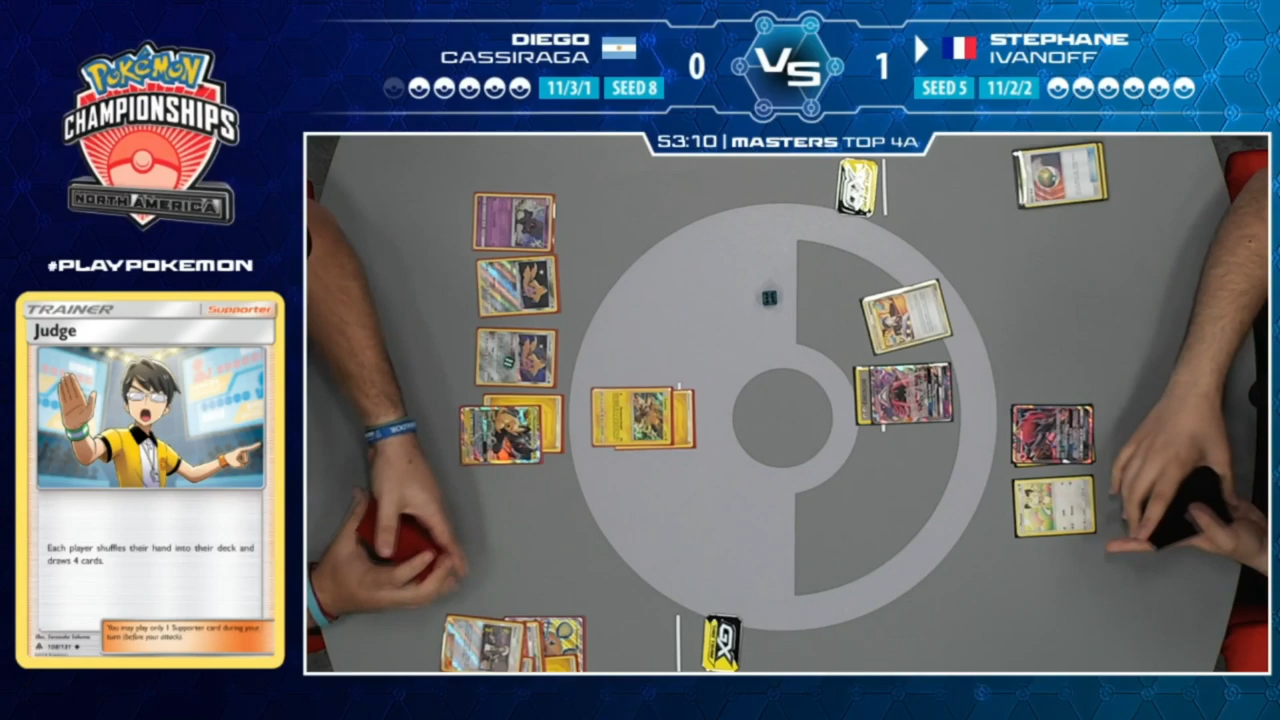 DIEGO
CASSIRAGA
0
VS
1
STEPHANE
IVANOFF
11/3/1
SEED 8
SEED 5
11/2/2
53:10 | MASTERS TOP 4A
POKÉMON
CHAMPIONSHIPS
NORTH AMERICA
#PLAYPOKEMON
TRAINER
Supporter
Judge
Each player shuffles their hand into their deck and
draws 4 cards.
You may play only 1 Supporter card during your
turn (before your attack).
108/131
GX
GX